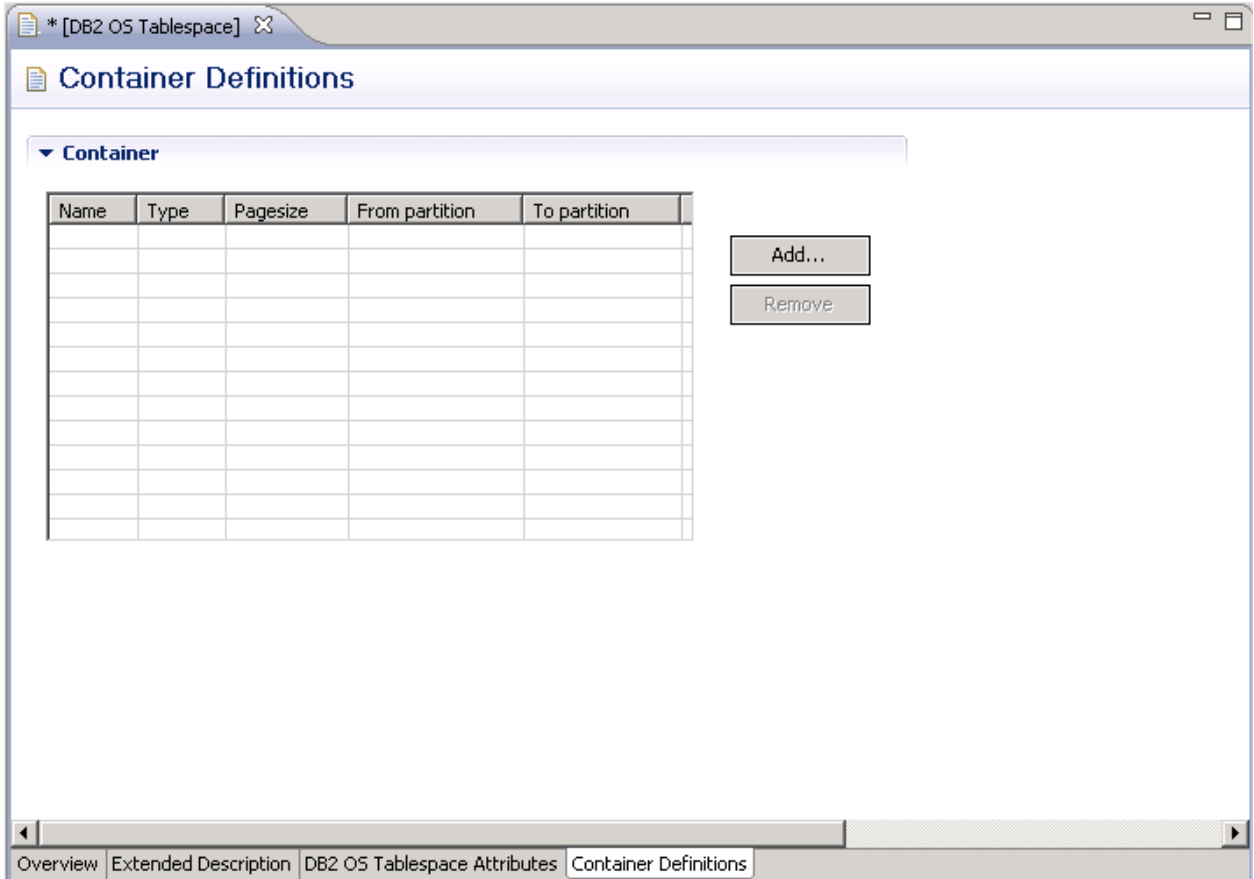 * [DB2 OS Tablespace]
Container Definitions
Container
Name Type Pagesize From partition To partition
Add...
Remove
Overview Extended Description DB2 OS Tablespace Attributes Container Definitions